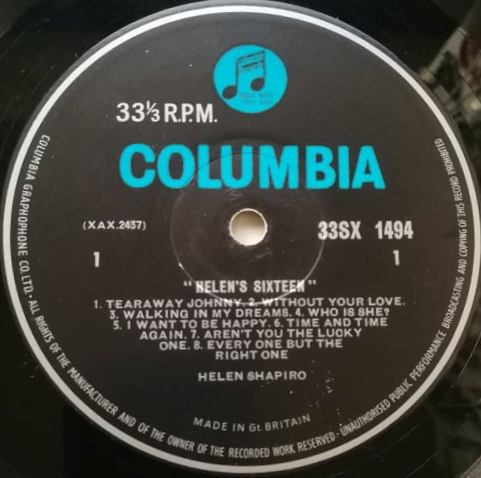 33⅓ R.P.M.
COLUMBIA
(XAX.2437)
33SX 1494
1
1
"HELEN'S SIXTEEN"
1. TEARAWAY JOHNNY. 2. WITHOUT YOUR LOVE.
3. WALKING IN MY DREAMS. 4. WHO IS SHE?
5. I WANT TO BE HAPPY. 6. TIME AND TIME
AGAIN. 7. AREN'T YOU THE LUCKY
ONE. 8. EVERY ONE BUT THE
RIGHT ONE
HELEN SHAPIRO
MADE IN Gt. BRITAIN
COLUMBIA GRAPHOPHONE CO. LTD. · ALL RIGHTS OF THE MANUFACTURER AND OF THE OWNER OF THE RECORDED WORK RESERVED · UNAUTHORISED PUBLIC PERFORMANCE BROADCASTING AND COPYING OF THIS RECORD PROHIBITED